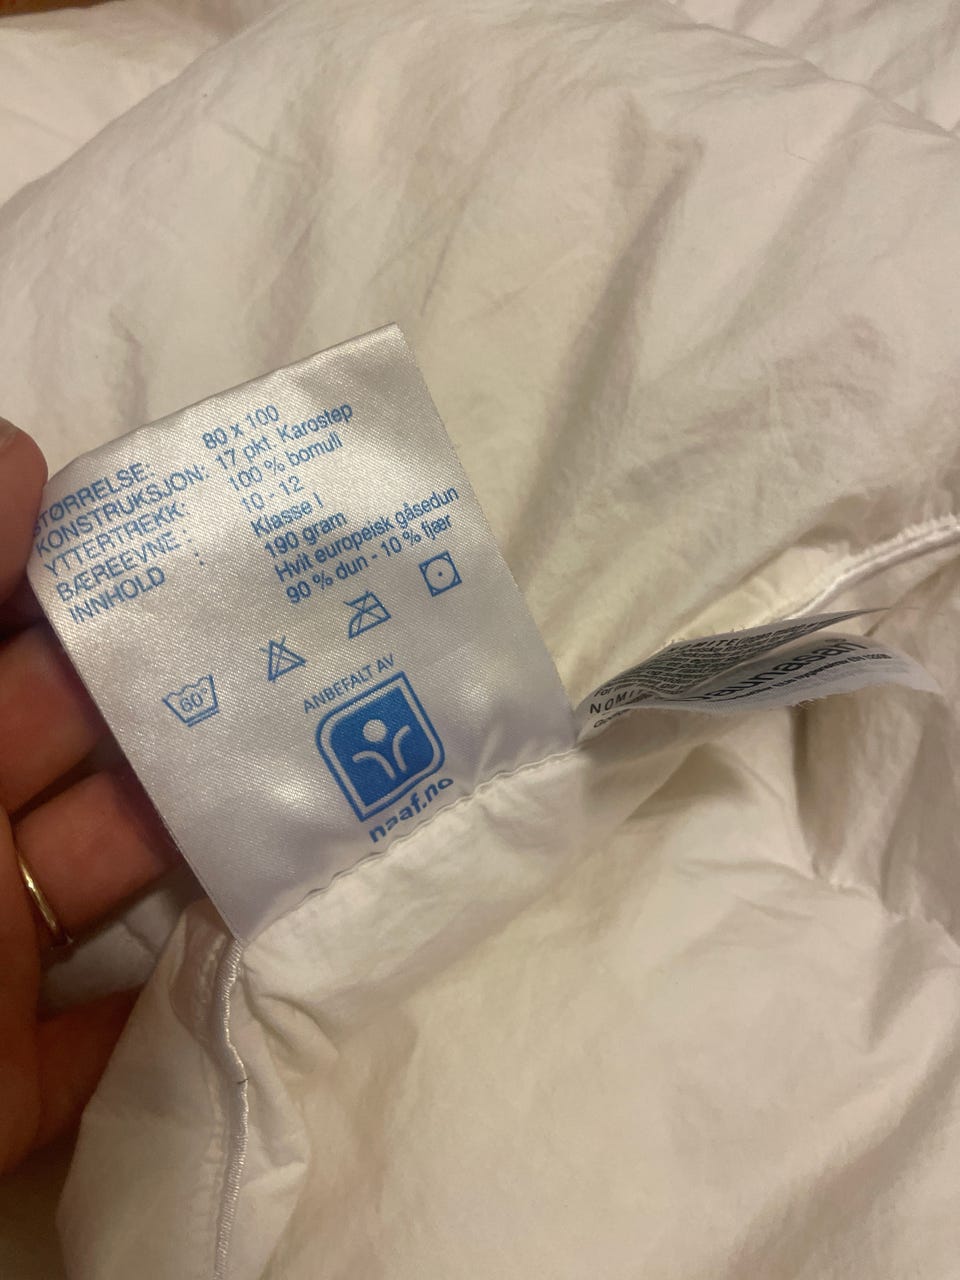 STØRRELSE: 80 x 100
KONSTRUKSJON: 17 pkt. Karostep
YTTERTREKK: 100 % bomull
BÆREEVNE: 10 - 12
INNHOLD : Klasse I
190 gram
Hvit europeisk gåsedun
90 % dun - 10 % fjær
60°
ANBEFALT AV
naaf.no
NOMITE